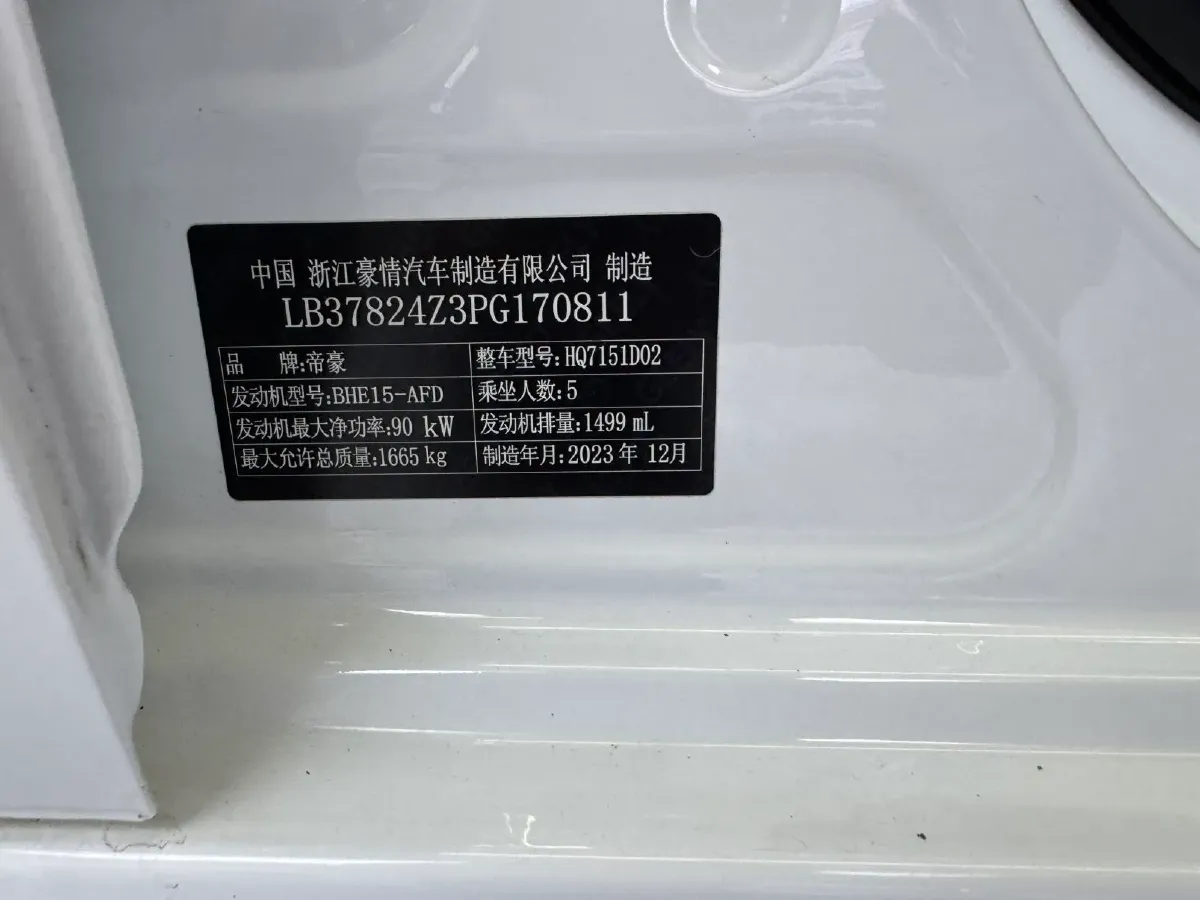 中国 浙江豪情汽车制造有限公司 制造
LB37824Z3PG170811
品 牌:帝豪 整车型号:HQ7151D02
发动机型号:BHE15-AFD 乘坐人数:5
发动机最大净功率:90 kW 发动机排量:1499 mL
最大允许总质量:1665 kg 制造年月:2023 年 12月